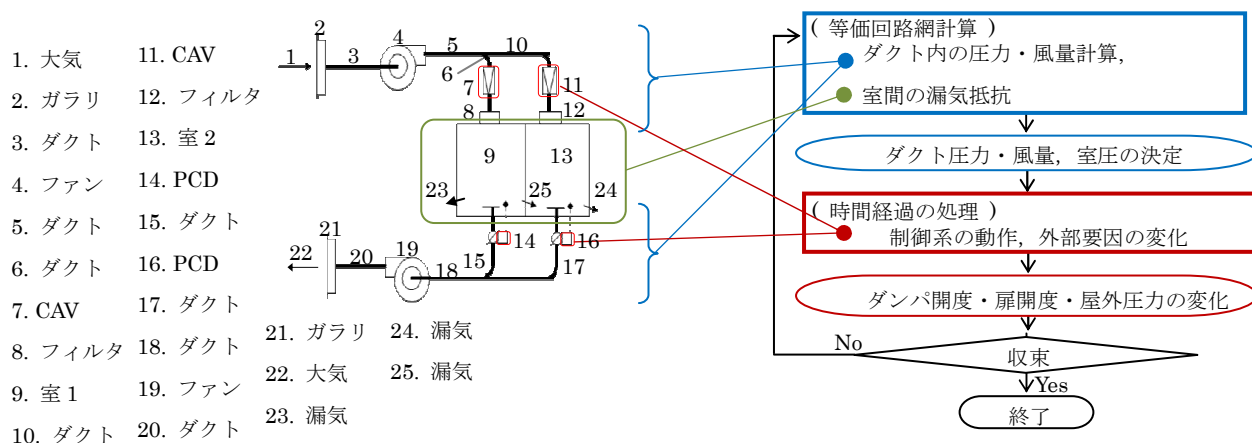 1. 大気
2. ガラリ
3. ダクト
4. ファン
5. ダクト
6. ダクト
7. CAV
8. フィルタ
9. 室 1
10. ダクト
11. CAV
12. フィルタ
13. 室 2
14. PCD
15. ダクト
16. PCD
17. ダクト
18. ダクト
19. ファン
20. ダクト
21. ガラリ
22. 大気
23. 漏気
24. 漏気
25. 漏気
1
2
3
4
5
6
7
8
9
10
11
12
13
23
25
24
14
16
15
17
18
19
20
21
22
( 等価回路網計算 )
ダクト内の圧力・風量計算,
室間の漏気抵抗
ダクト圧力・風量, 室圧の決定
( 時間経過の処理 )
制御系の動作, 外部要因の変化
ダンパ開度・扉開度・屋外圧力の変化
No
収束
Yes
終了